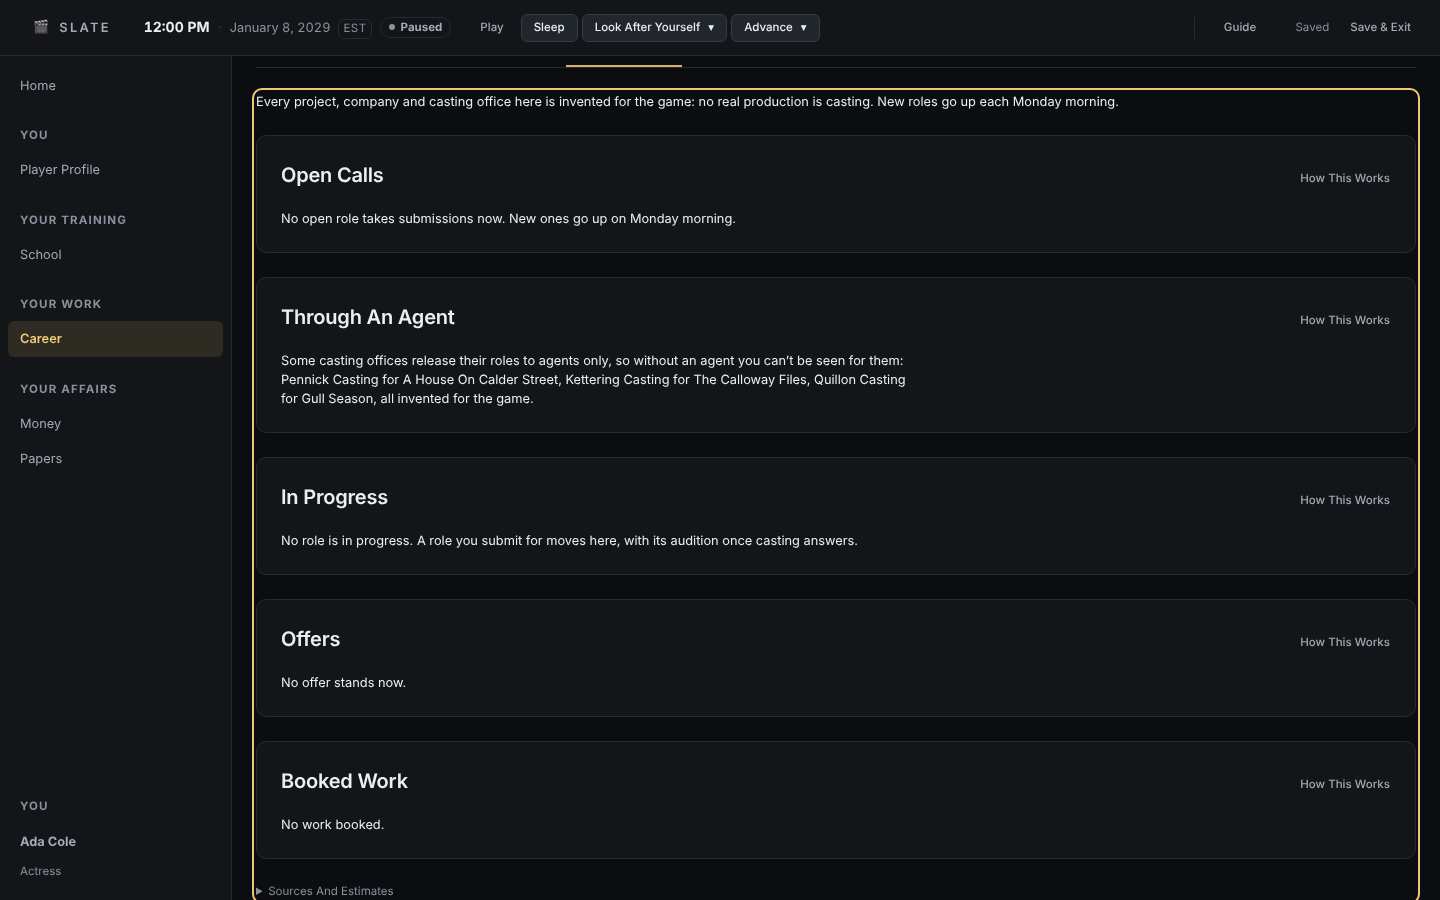 SLATE
12:00 PM · January 8, 2029 EST Paused Play Sleep Look After Yourself Advance Guide Saved Save & Exit
Home
YOU
Player Profile
YOUR TRAINING
School
YOUR WORK
Career
YOUR AFFAIRS
Money
Papers
YOU
Ada Cole
Actress
Every project, company and casting office here is invented for the game: no real production is casting. New roles go up each Monday morning.
Open Calls
How This Works
No open role takes submissions now. New ones go up on Monday morning.
Through An Agent
How This Works
Some casting offices release their roles to agents only, so without an agent you can’t be seen for them:
Pennick Casting for A House On Calder Street, Kettering Casting for The Calloway Files, Quillon Casting
for Gull Season, all invented for the game.
In Progress
How This Works
No role is in progress. A role you submit for moves here, with its audition once casting answers.
Offers
How This Works
No offer stands now.
Booked Work
How This Works
No work booked.
Sources And Estimates